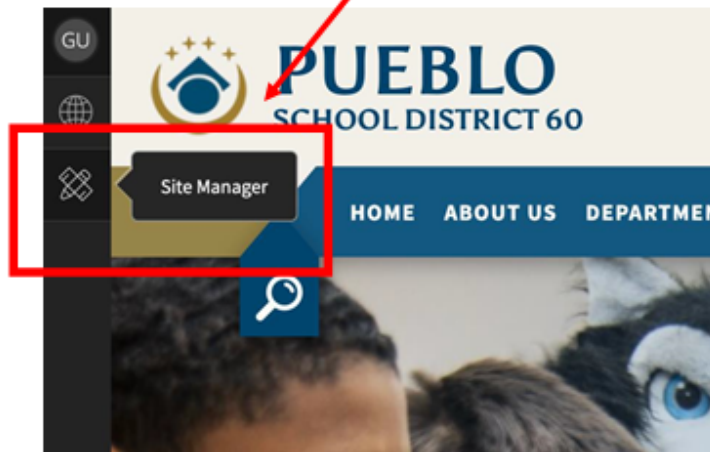 GU
PUEBLO
SCHOOL DISTRICT 60
Site Manager
HOME ABOUT US